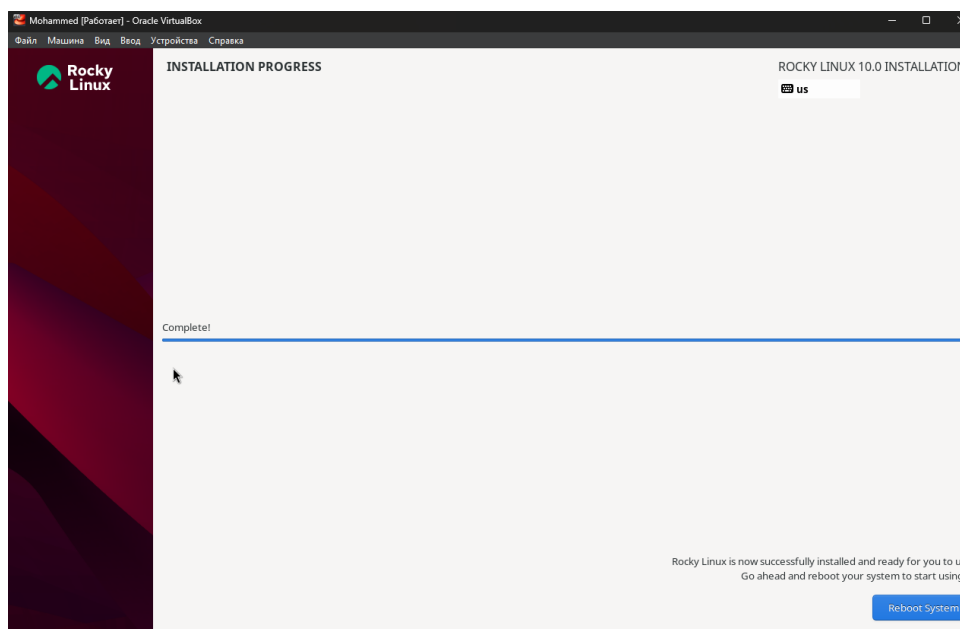 Mohammed [Работает] - Oracle VirtualBox
Файл Машина Вид Ввод Устройства Справка
Rocky
Linux
INSTALLATION PROGRESS
ROCKY LINUX 10.0 INSTALLATION
us
Complete!
Rocky Linux is now successfully installed and ready for you to u
Go ahead and reboot your system to start using
Reboot System